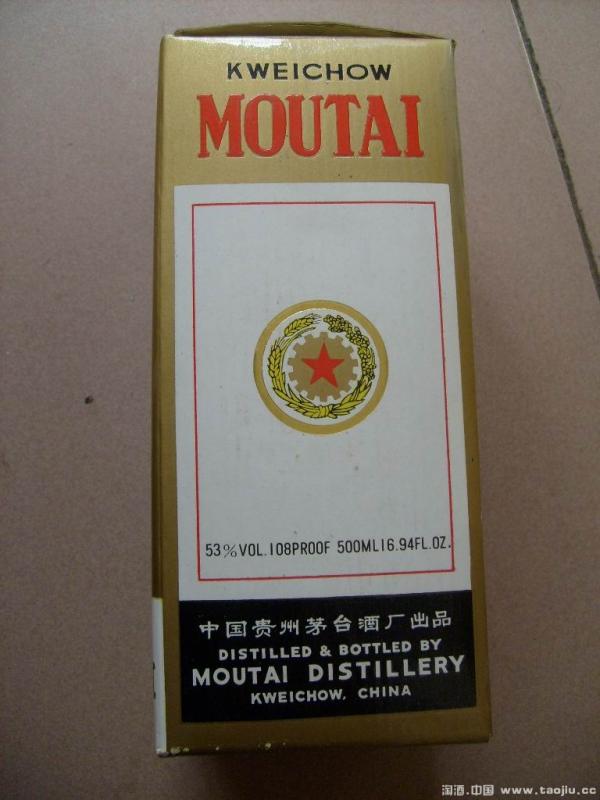 KWEICHOW
MOUTAI
53%VOL.108PROOF 500ML16.94FL.OZ.
中国贵州茅台酒厂出品
DISTILLED & BOTTLED BY
MOUTAI DISTILLERY
KWEICHOW, CHINA
淘酒.中国 www.taojiu.cc